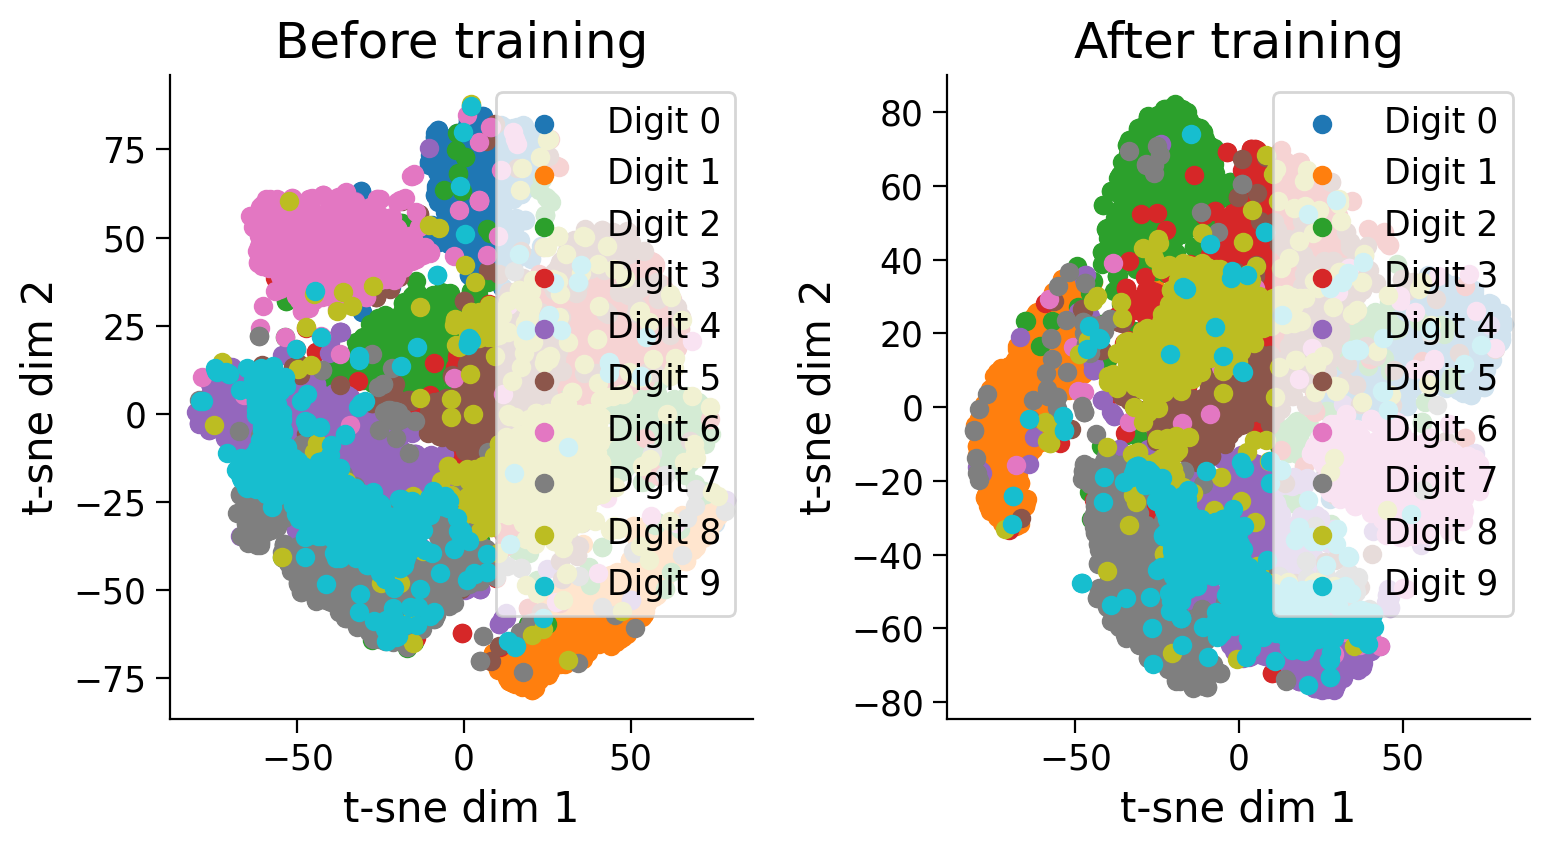 Before training
75
50
25
0
−25
−50
−75
t-sne dim 2
−50
0
50
t-sne dim 1
Digit 0
Digit 1
Digit 2
Digit 3
Digit 4
Digit 5
Digit 6
Digit 7
Digit 8
Digit 9
After training
80
60
40
20
0
−20
−40
−60
−80
t-sne dim 2
−50
0
50
t-sne dim 1
Digit 0
Digit 1
Digit 2
Digit 3
Digit 4
Digit 5
Digit 6
Digit 7
Digit 8
Digit 9